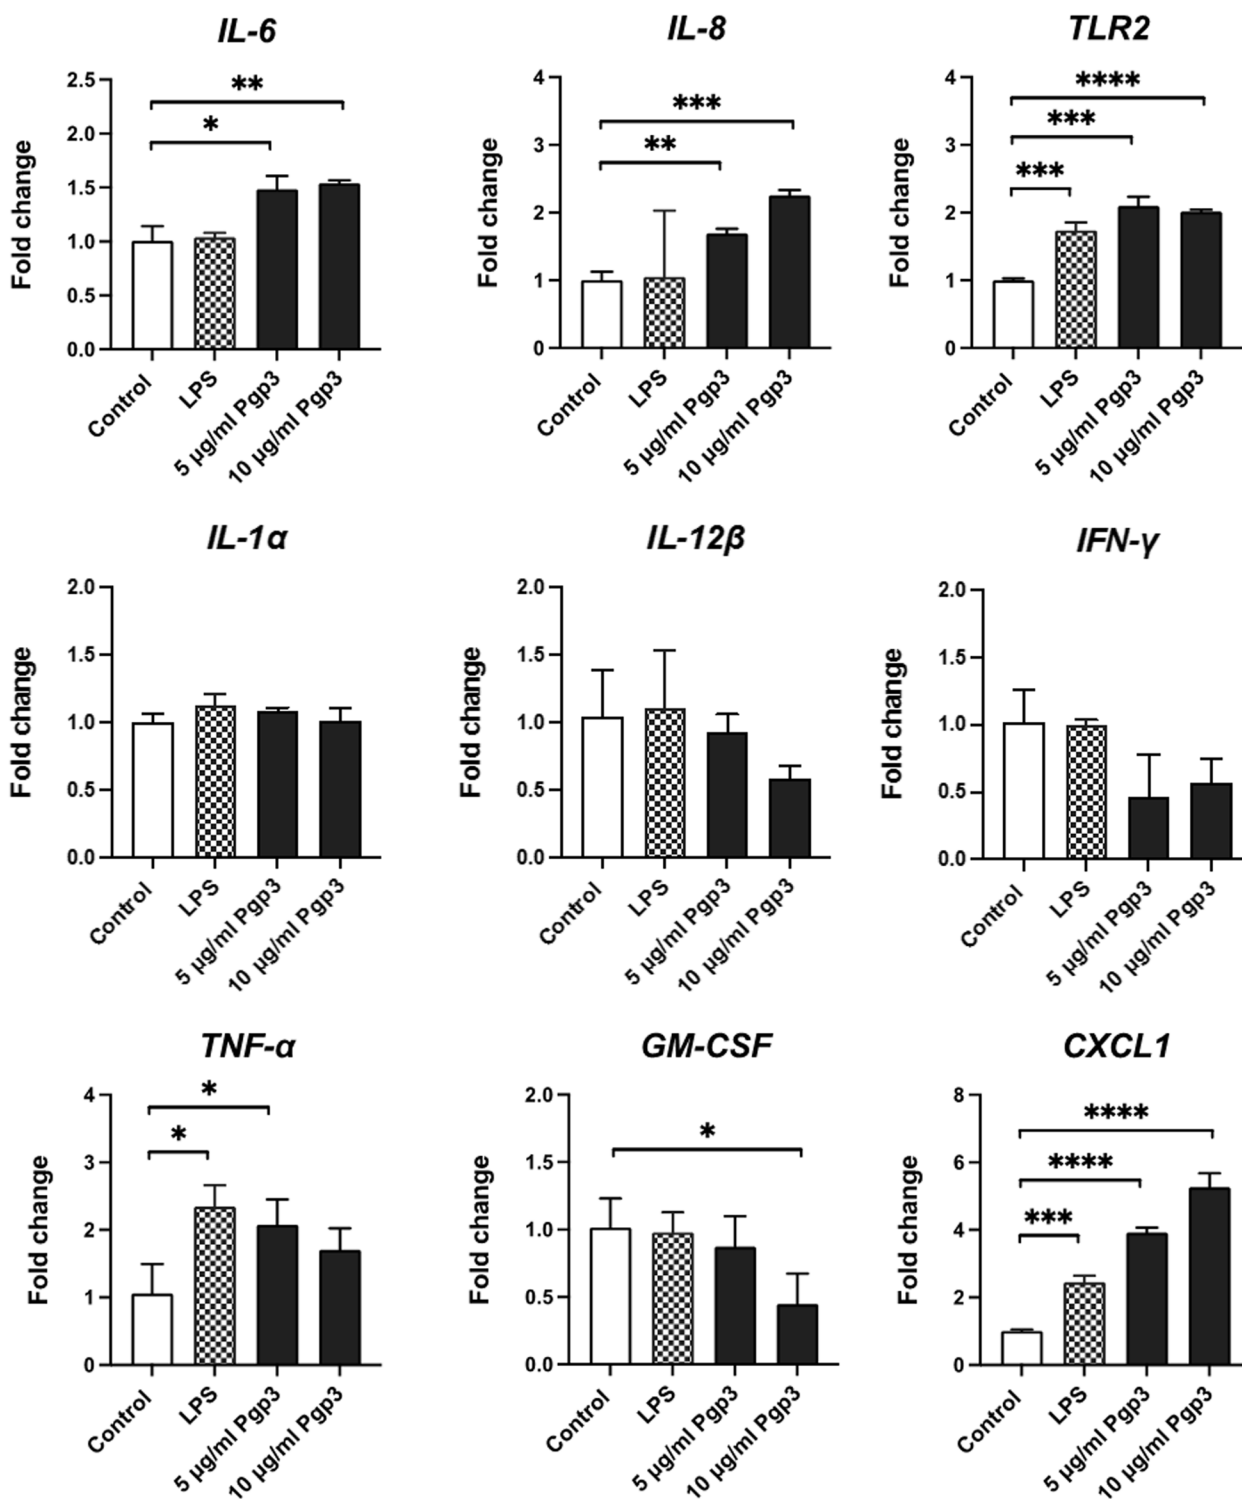 IL-6
**
*
Fold change
2.5
2.0
1.5
1.0
0.5
0.0
Control
LPS
5 µg/ml Pgp3
10 µg/ml Pgp3
IL-8
***
**
Fold change
4
3
2
1
0
Control
LPS
5 µg/ml Pgp3
10 µg/ml Pgp3
TLR2
****
***
***
Fold change
4
3
2
1
0
Control
LPS
5 µg/ml Pgp3
10 µg/ml Pgp3
IL-1α
Fold change
2.0
1.5
1.0
0.5
0.0
Control
LPS
5 µg/ml Pgp3
10 µg/ml Pgp3
IL-12β
Fold change
2.0
1.5
1.0
0.5
0.0
Control
LPS
5 µg/ml Pgp3
10 µg/ml Pgp3
IFN-γ
Fold change
2.0
1.5
1.0
0.5
0.0
Control
LPS
5 µg/ml Pgp3
10 µg/ml Pgp3
TNF-α
*
*
Fold change
4
3
2
1
0
Control
LPS
5 µg/ml Pgp3
10 µg/ml Pgp3
GM-CSF
*
Fold change
2.0
1.5
1.0
0.5
0.0
Control
LPS
5 µg/ml Pgp3
10 µg/ml Pgp3
CXCL1
****
****
***
Fold change
8
6
4
2
0
Control
LPS
5 µg/ml Pgp3
10 µg/ml Pgp3